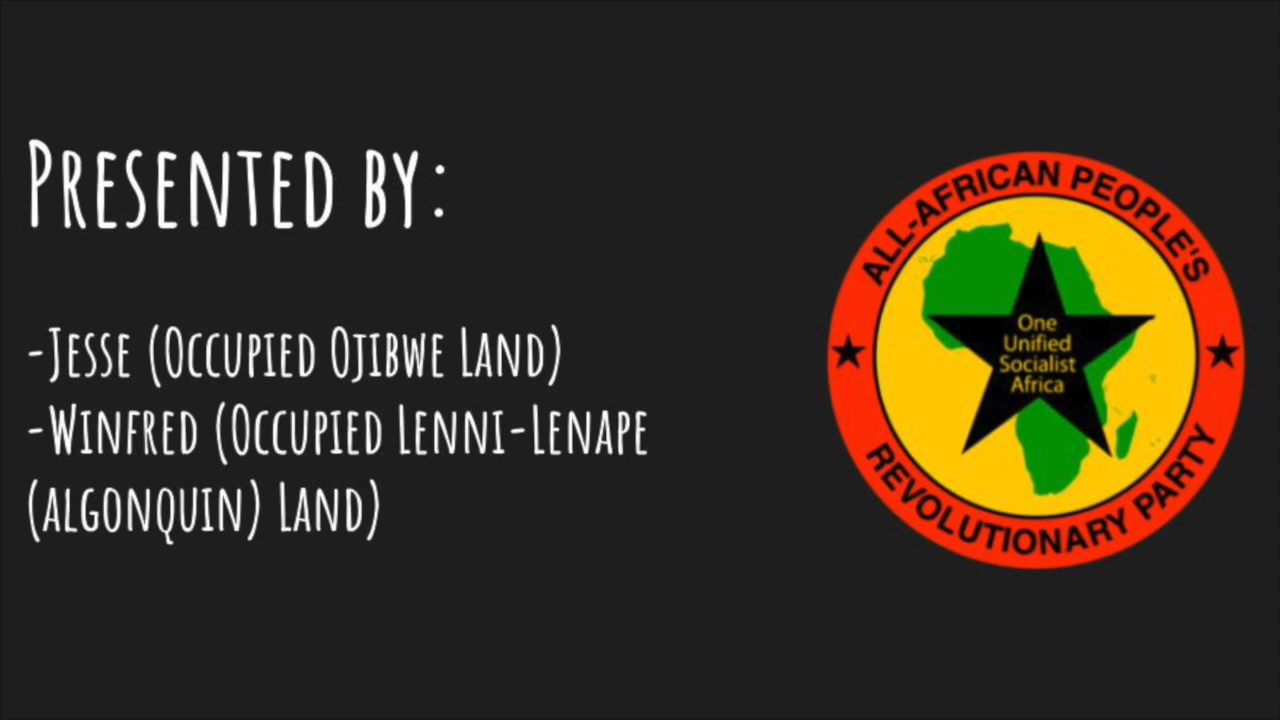 PRESENTED BY:
-JESSE (OCCUPIED OJIBWE LAND)
-WINFRED (OCCUPIED LENNI-LENAPE
(ALGONQUIN) LAND)
ALL-AFRICAN PEOPLE'S
One
Unified
Socialist
Africa
REVOLUTIONARY PARTY